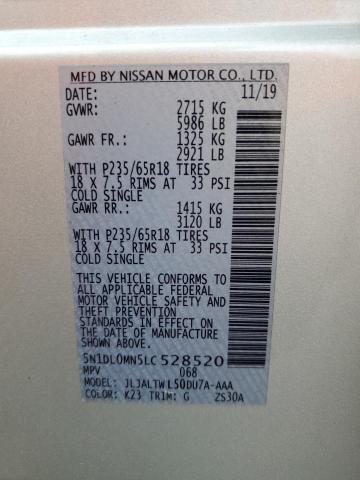 MFD BY NISSAN MOTOR CO., LTD.
DATE: 11/19
GVWR: 2715 KG
5986 LB
GAWR FR: 1325 KG
2921 LB
WITH P235/65R18 TIRES
18 X 7.5 RIMS AT 33 PSI
COLD SINGLE
GAWR RR: 1415 KG
3120 LB
WITH P235/65R18 TIRES
18 X 7.5 RIMS AT 33 PSI
COLD SINGLE
THIS VEHICLE CONFORMS TO
ALL APPLICABLE FEDERAL
MOTOR VEHICLE SAFETY
AND THEFT PREVENTION
STANDARDS IN EFFECT ON
THE DATE OF MANUFACTURE
SHOWN ABOVE.
5N1DL0MN5LC528520
MPV 068
MODEL: JLJALTWL50DU7A-AAA
COLOR: K23 TRIM: G ZS30A